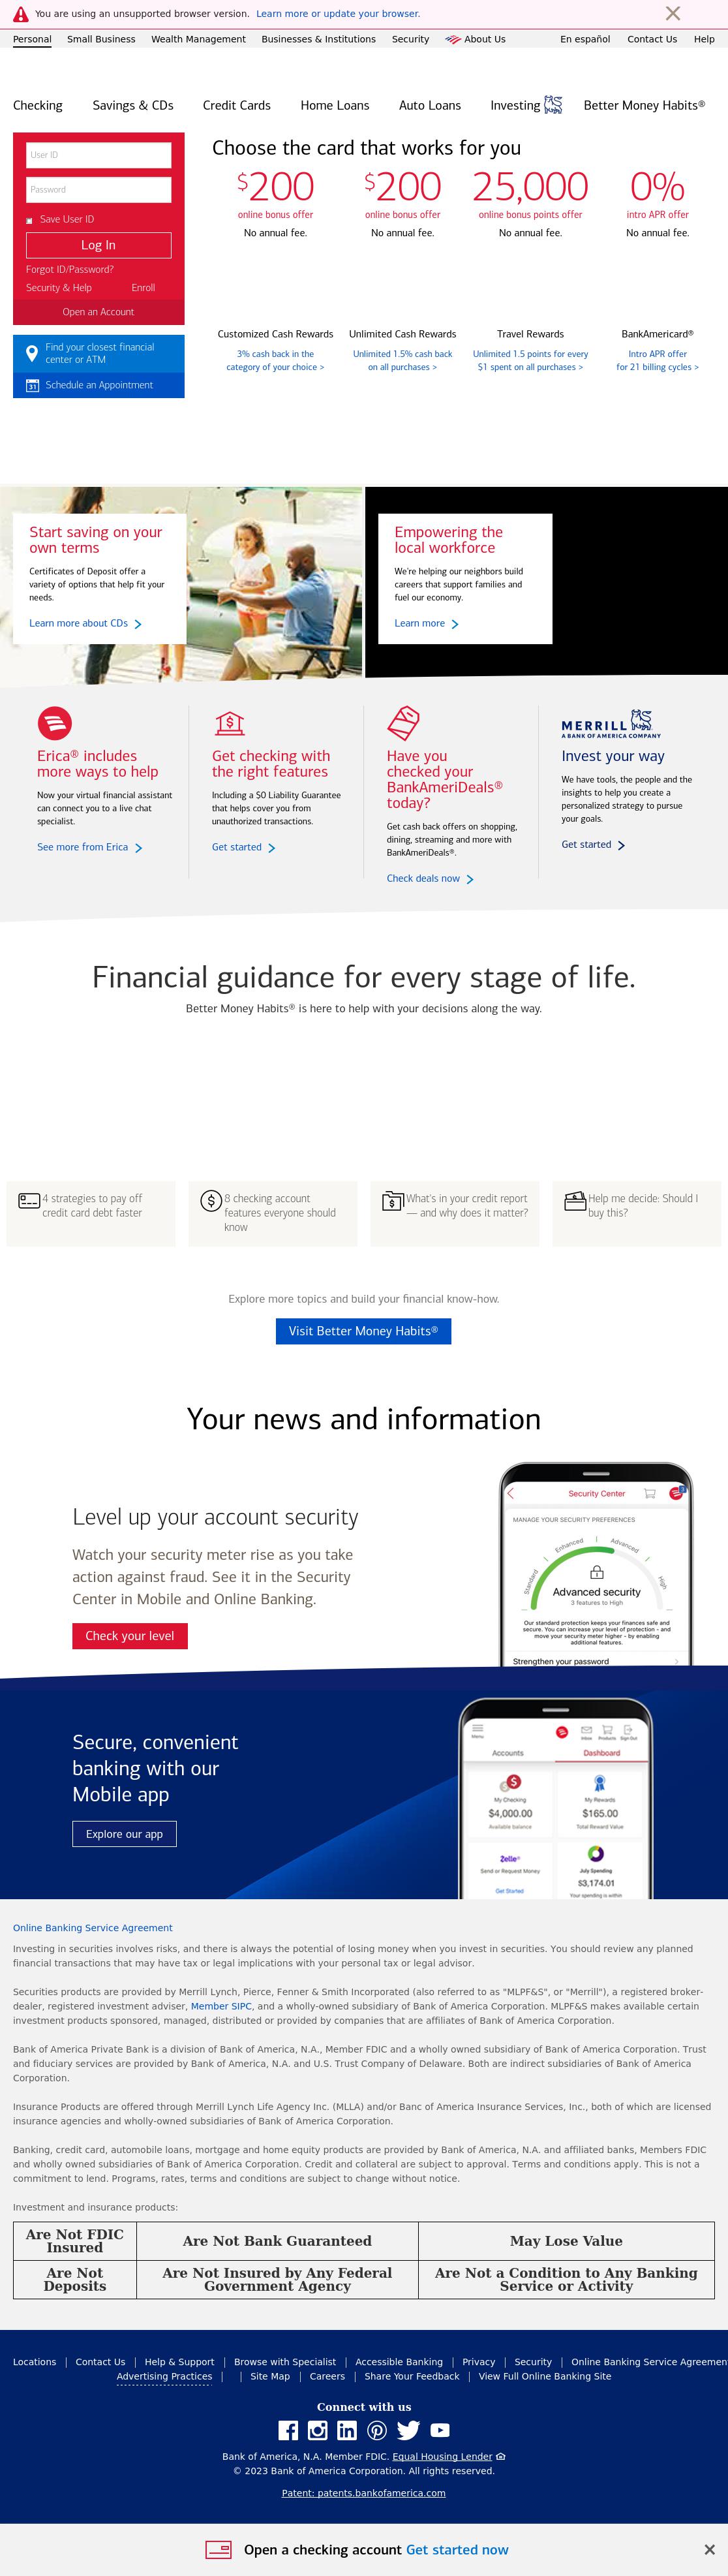 You are using an unsupported browser version. Learn more or update your browser.
Personal Small Business Wealth Management Businesses & Institutions Security About Us En español Contact Us Help
Checking Savings & CDs Credit Cards Home Loans Auto Loans Investing Better Money Habits®
User ID
Password
Save User ID
Log In
Forgot ID/Password?
Security & Help Enroll
Open an Account
Find your closest financial
center or ATM
31 Schedule an Appointment
Choose the card that works for you
$200 $200 25,000 0%
online bonus offer online bonus offer online bonus points offer intro APR offer
No annual fee. No annual fee. No annual fee. No annual fee.
Customized Cash Rewards Unlimited Cash Rewards Travel Rewards BankAmericard®
3% cash back in the Unlimited 1.5% cash back Unlimited 1.5 points for every Intro APR offer
category of your choice > on all purchases > $1 spent on all purchases > for 21 billing cycles >
Start saving on your
own terms
Certificates of Deposit offer a
variety of options that help fit your
needs.
Learn more about CDs
Empowering the
local workforce
We're helping our neighbors build
careers that support families and
fuel our economy.
Learn more
Erica® includes
more ways to help
Now your virtual financial assistant
can connect you to a live chat
specialist.
See more from Erica
Get checking with
the right features
Including a $0 Liability Guarantee
that helps cover you from
unauthorized transactions.
Get started
Have you
checked your
BankAmeriDeals®
today?
Get cash back offers on shopping,
dining, streaming and more with
BankAmeriDeals®.
Check deals now
MERRILL
A BANK OF AMERICA COMPANY
Invest your way
We have tools, the people and the
insights to help you create a
personalized strategy to pursue
your goals.
Get started
Financial guidance for every stage of life.
Better Money Habits® is here to help with your decisions along the way.
4 strategies to pay off
credit card debt faster
8 checking account
features everyone should
know
What's in your credit report
— and why does it matter?
Help me decide: Should I
buy this?
Explore more topics and build your financial know-how.
Visit Better Money Habits®
Your news and information
Level up your account security
Watch your security meter rise as you take
action against fraud. See it in the Security
Center in Mobile and Online Banking.
Check your level
Security Center
MANAGE YOUR SECURITY PREFERENCES
Standard Enhanced Advanced High
Advanced security
3 features to High
Our standard protection keeps your finances safe and
secure. You can increase your level of protection - and
move your security meter higher - by enabling
additional features.
Strengthen your password
Secure, convenient
banking with our
Mobile app
Explore our app
Menu Inbox Products Sign Out
Accounts Dashboard
My Checking My Rewards
$4,000.00 $165.00
Available balance Total Reward Value
Zelle® July Spending
Send or Request Money $3,174.01
Get Started Your spending is within
Online Banking Service Agreement
Investing in securities involves risks, and there is always the potential of losing money when you invest in securities. You should review any planned
financial transactions that may have tax or legal implications with your personal tax or legal advisor.
Securities products are provided by Merrill Lynch, Pierce, Fenner & Smith Incorporated (also referred to as "MLPF&S", or "Merrill"), a registered broker-
dealer, registered investment adviser, Member SIPC, and a wholly-owned subsidiary of Bank of America Corporation. MLPF&S makes available certain
investment products sponsored, managed, distributed or provided by companies that are affiliates of Bank of America Corporation.
Bank of America Private Bank is a division of Bank of America, N.A., Member FDIC and a wholly owned subsidiary of Bank of America Corporation. Trust
and fiduciary services are provided by Bank of America, N.A. and U.S. Trust Company of Delaware. Both are indirect subsidiaries of Bank of America
Corporation.
Insurance Products are offered through Merrill Lynch Life Agency Inc. (MLLA) and/or Banc of America Insurance Services, Inc., both of which are licensed
insurance agencies and wholly-owned subsidiaries of Bank of America Corporation.
Banking, credit card, automobile loans, mortgage and home equity products are provided by Bank of America, N.A. and affiliated banks, Members FDIC
and wholly owned subsidiaries of Bank of America Corporation. Credit and collateral are subject to approval. Terms and conditions apply. This is not a
commitment to lend. Programs, rates, terms and conditions are subject to change without notice.
Investment and insurance products:
Are Not FDIC
Insured
Are Not Bank Guaranteed
May Lose Value
Are Not
Deposits
Are Not Insured by Any Federal
Government Agency
Are Not a Condition to Any Banking
Service or Activity
Locations Contact Us Help & Support Browse with Specialist Accessible Banking Privacy Security Online Banking Service Agreemen
Advertising Practices Site Map Careers Share Your Feedback View Full Online Banking Site
Connect with us
Bank of America, N.A. Member FDIC. Equal Housing Lender
© 2023 Bank of America Corporation. All rights reserved.
Patent: patents.bankofamerica.com
Open a checking account Get started now